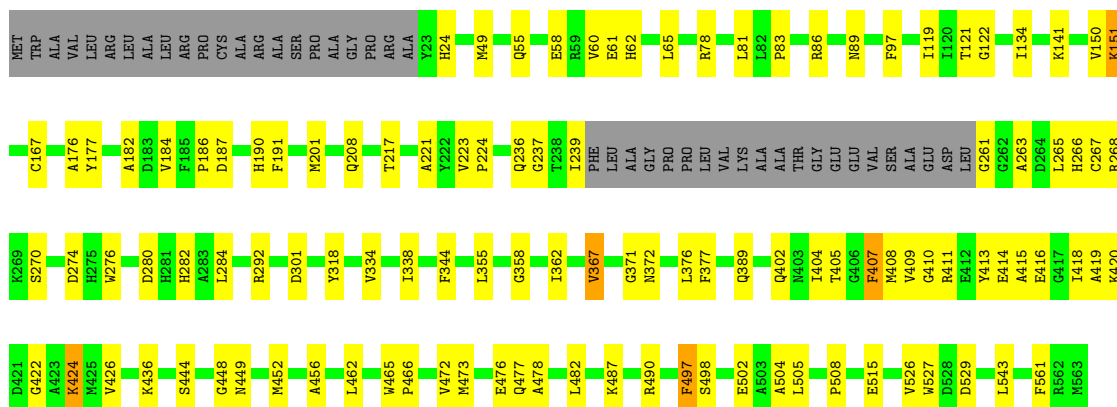 MET TRP ALA VAL LEU ARG LEU ALA LEU ARG PRO CYS ALA ARG ALA SER PRO ALA GLY PRO ARG ALA Y23 H24 M49 Q55 E58 R59 V60 E61 H62 L65 R78 L81 L82 P83 R86 N89 F97 I119 I120 T121 G122 I134 K141 V150 K151
C167 A176 Y177 A182 D183 V184 F185 P186 D187 H190 F191 M201 Q208 T217 A221 Y222 V223 P224 Q236 G237 T238 I239 PHE LEU ALA GLY PRO PRO LEU VAL LYS ALA ALA THR GLY GLU GLU VAL SER ALA GLU ASP LEU G261 G262 A263 D264 L265 H266 C267 R268
K269 S270 D274 H275 W276 D280 H281 H282 A283 L284 R292 D301 Y318 V334 I338 F344 L355 G358 I362 V367 G371 N372 L376 F377 Q389 Q402 N403 I404 T405 G406 F407 M408 V409 G410 R411 E412 Y413 E414 A415 E416 G417 I418 A419 K420
D421 G422 A423 K424 M425 V426 K436 S444 G448 N449 M452 A456 L462 W465 P466 V472 M473 E476 Q477 A478 L482 K487 R490 F497 S498 E502 A503 A504 L505 P508 E515 V526 W527 D528 D529 L543 F561 R562 M563